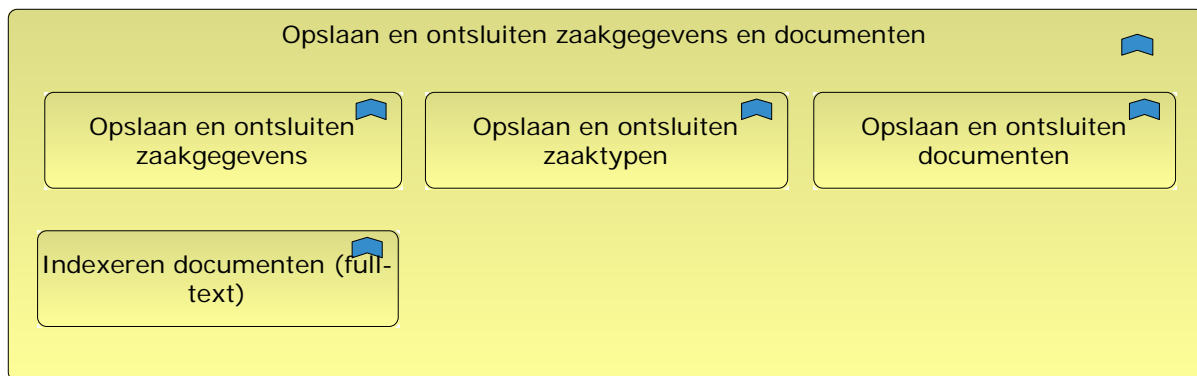 Opslaan en ontsluiten zaakgegevens en documenten
Opslaan en ontsluiten
zaakgegevens
Opslaan en ontsluiten
zaaktypen
Opslaan en ontsluiten
documenten
Indexeren documenten (full-
text)